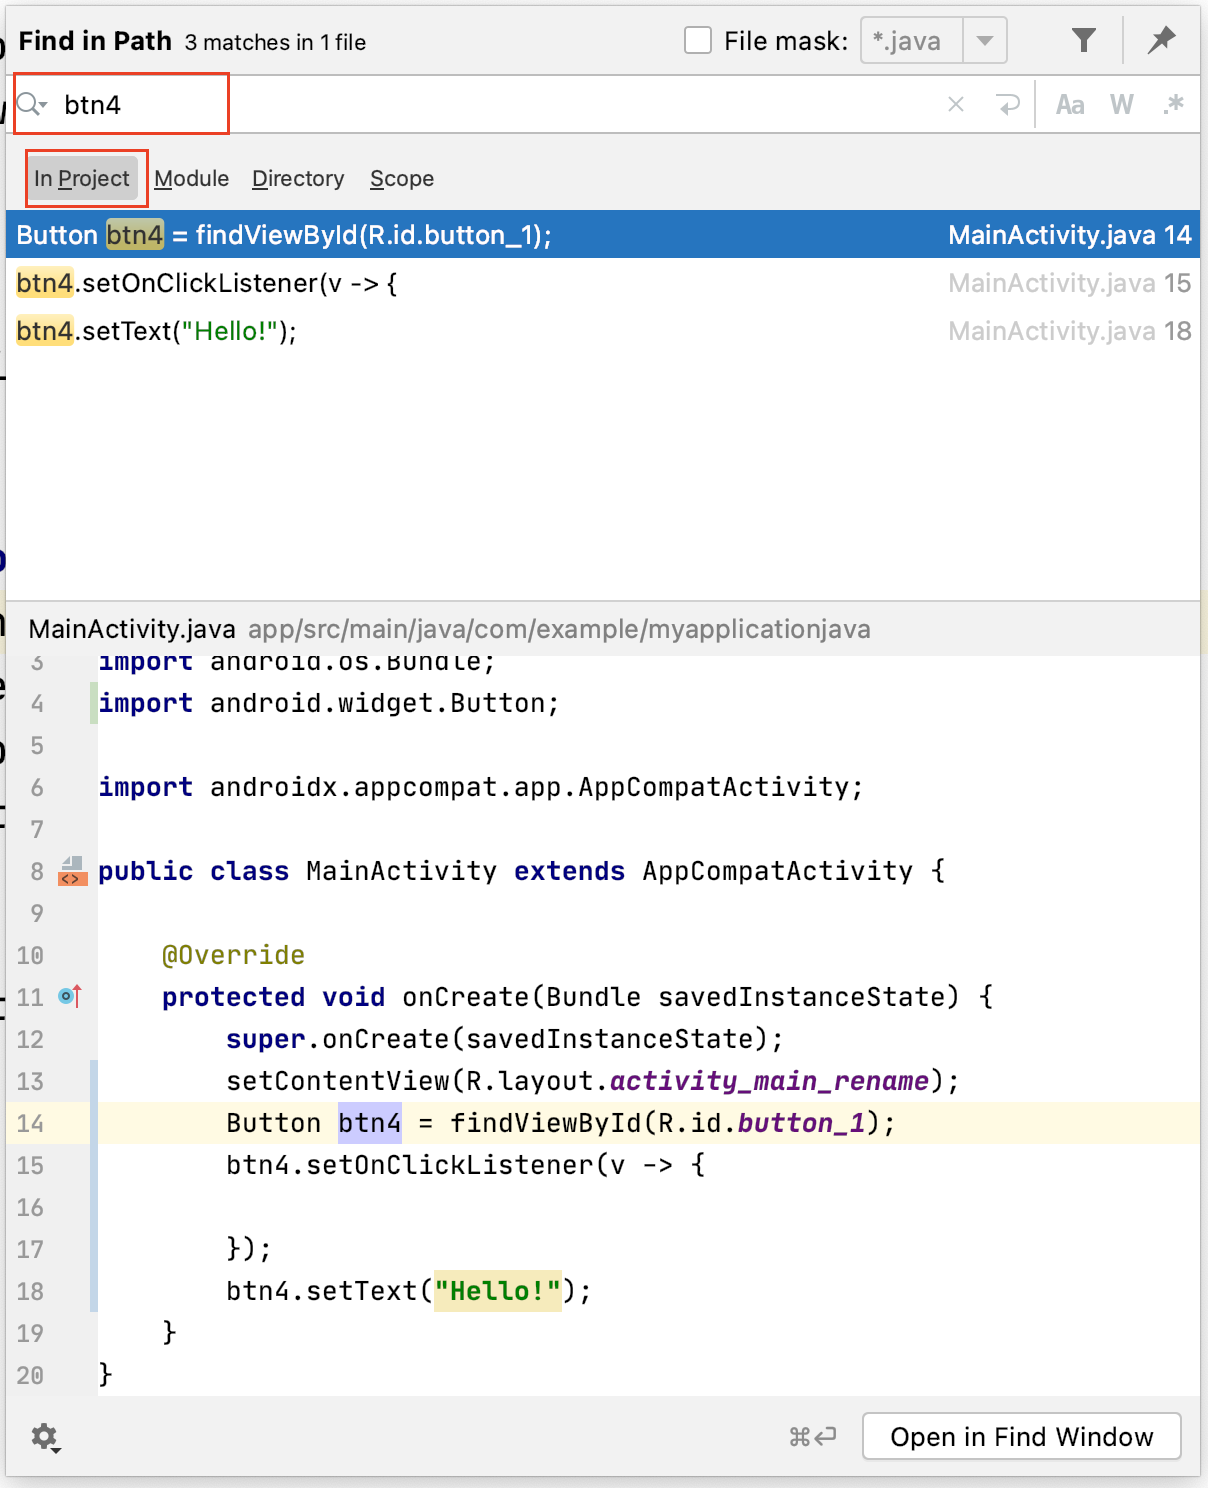 Find in Path 3 matches in 1 file File mask: *.java
btn4 Aa W .*
In Project Module Directory Scope
Button btn4 = findViewById(R.id.button_1); MainActivity.java 14
btn4.setOnClickListener(v -> { MainActivity.java 15
btn4.setText("Hello!"); MainActivity.java 18
MainActivity.java app/src/main/java/com/example/myapplicationjava
3 import android.os.Bundle;
4 import android.widget.Button;
5
6 import androidx.appcompat.app.AppCompatActivity;
7
8 <> public class MainActivity extends AppCompatActivity {
9
10 @Override
11 protected void onCreate(Bundle savedInstanceState) {
12 super.onCreate(savedInstanceState);
13 setContentView(R.layout.activity_main_rename);
14 Button btn4 = findViewById(R.id.button_1);
15 btn4.setOnClickListener(v -> {
16
17 });
18 btn4.setText("Hello!");
19 }
20 }
⌘↩ Open in Find Window